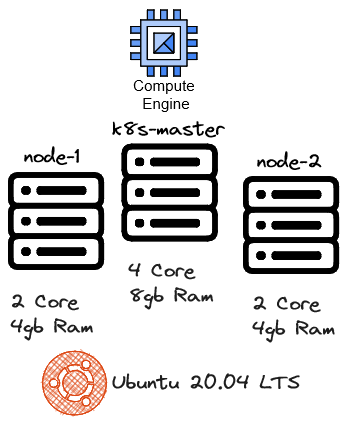 Compute
Engine
k8s-master
node-1
node-2
4 Core
8gb Ram
2 Core
4gb Ram
2 Core
4gb Ram
Ubuntu 20.04 LTS